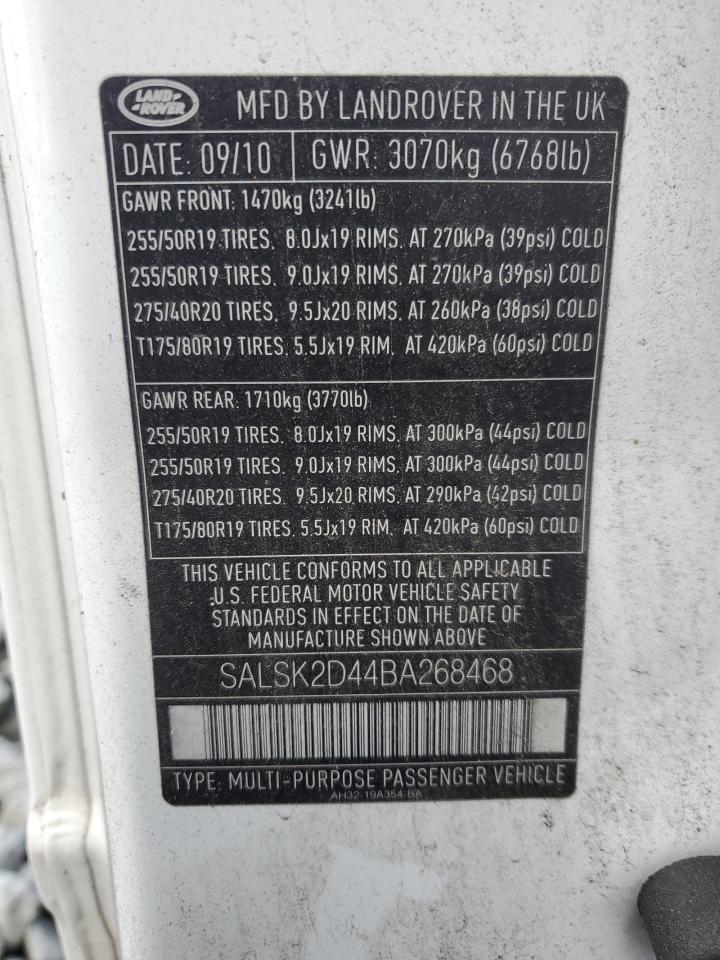 LAND ROVER MFD BY LANDROVER IN THE UK
DATE: 09/10 GWR: 3070kg (6768lb)
GAWR FRONT: 1470kg (3241lb)
255/50R19 TIRES, 8.0Jx19 RIMS, AT 270kPa (39psi) COLD
255/50R19 TIRES, 9.0Jx19 RIMS, AT 270kPa (39psi) COLD
275/40R20 TIRES, 9.5Jx20 RIMS, AT 260kPa (38psi) COLD
T175/80R19 TIRES, 5.5Jx19 RIM, AT 420kPa (60psi) COLD
GAWR REAR: 1710kg (3770lb)
255/50R19 TIRES, 8.0Jx19 RIMS, AT 300kPa (44psi) COLD
255/50R19 TIRES, 9.0Jx19 RIMS, AT 300kPa (44psi) COLD
275/40R20 TIRES, 9.5Jx20 RIMS, AT 290kPa (42psi) COLD
T175/80R19 TIRES, 5.5Jx19 RIM, AT 420kPa (60psi) COLD
THIS VEHICLE CONFORMS TO ALL APPLICABLE
U.S. FEDERAL MOTOR VEHICLE SAFETY
STANDARDS IN EFFECT ON THE DATE OF
MANUFACTURE SHOWN ABOVE
SALSK2D44BA268468
TYPE: MULTI-PURPOSE PASSENGER VEHICLE
AH32-19A354-BA